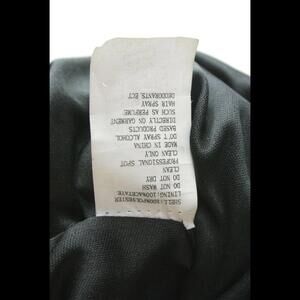 SHELL:100%POLYESTER
LINING:100%ACETATE
DO NOT WASH
DO NOT DRY
CLEAN
PROFESSIONAL SPOT
CLEAN ONLY
MADE IN CHINA
DO'T SPRAY ALCOHOL
BASED PRODUCTS
DIRECTLY ON GARMENT
SUCH AS PERFUME
HAIR SPRAY
DEODORANTS, ECT